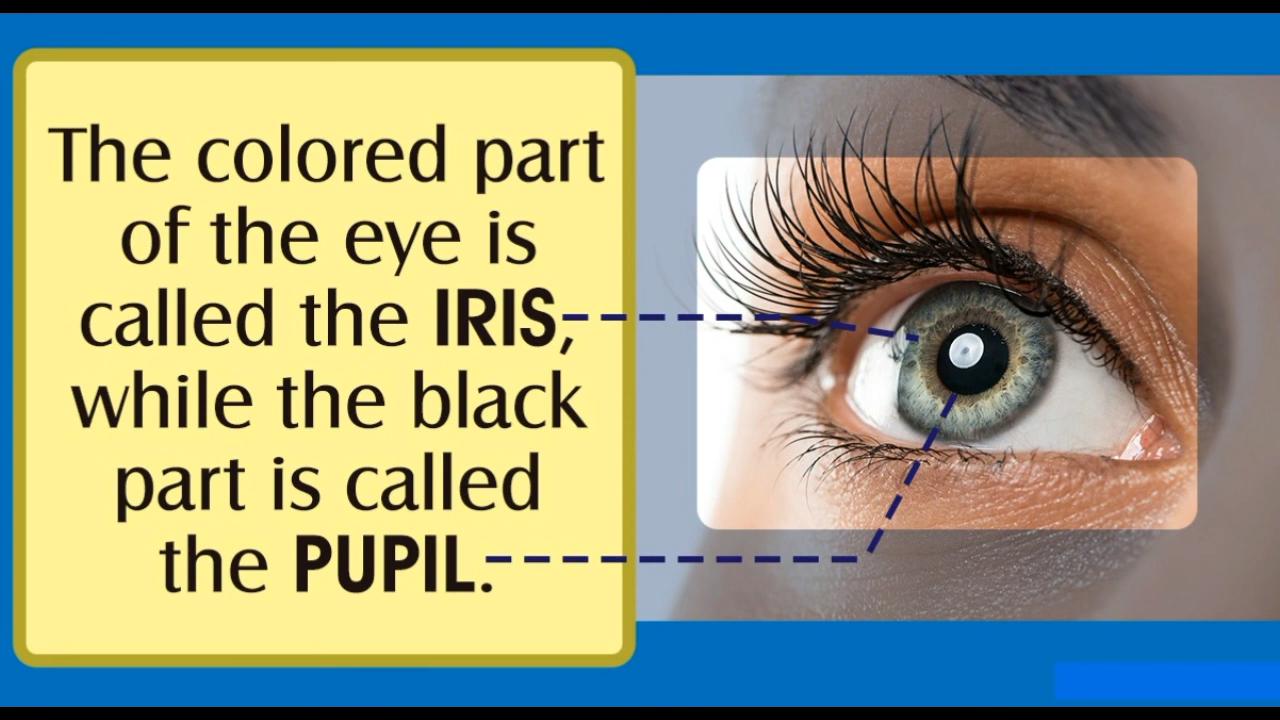 The colored part
of the eye is
called the IRIS,
while the black
part is called
the PUPIL.